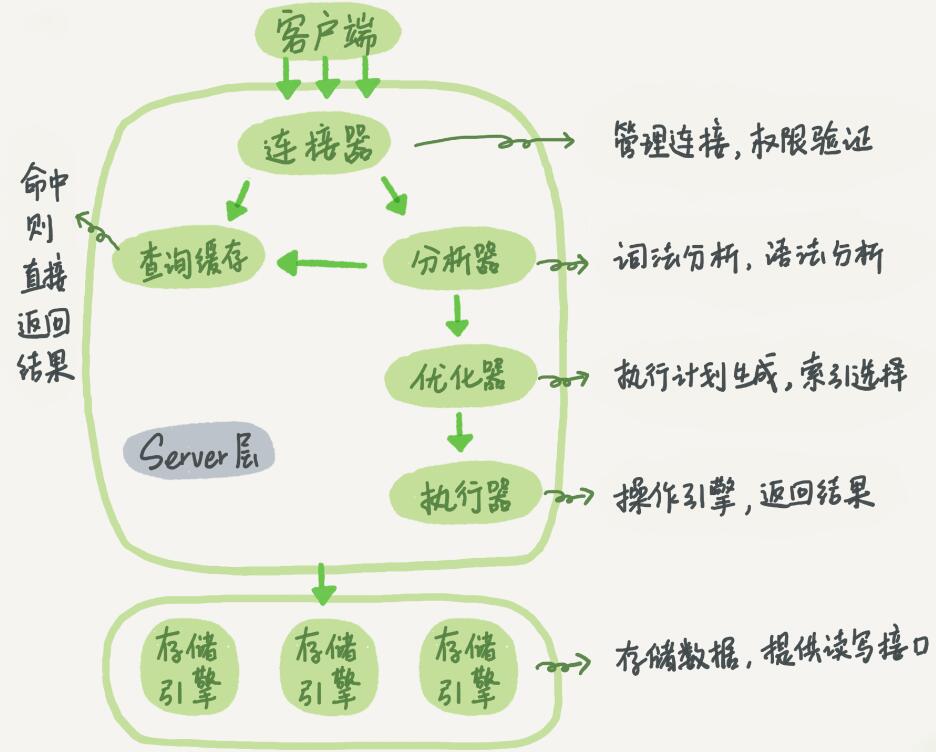 客户端
连接器
管理连接，权限验证
命中
则
直接
返回
结果
查询缓存
分析器
词法分析，语法分析
优化器
执行计划生成，索引选择
Server层
执行器
操作引擎，返回结果
存储
引擎
存储
引擎
存储
引擎
存储数据，提供读写接口